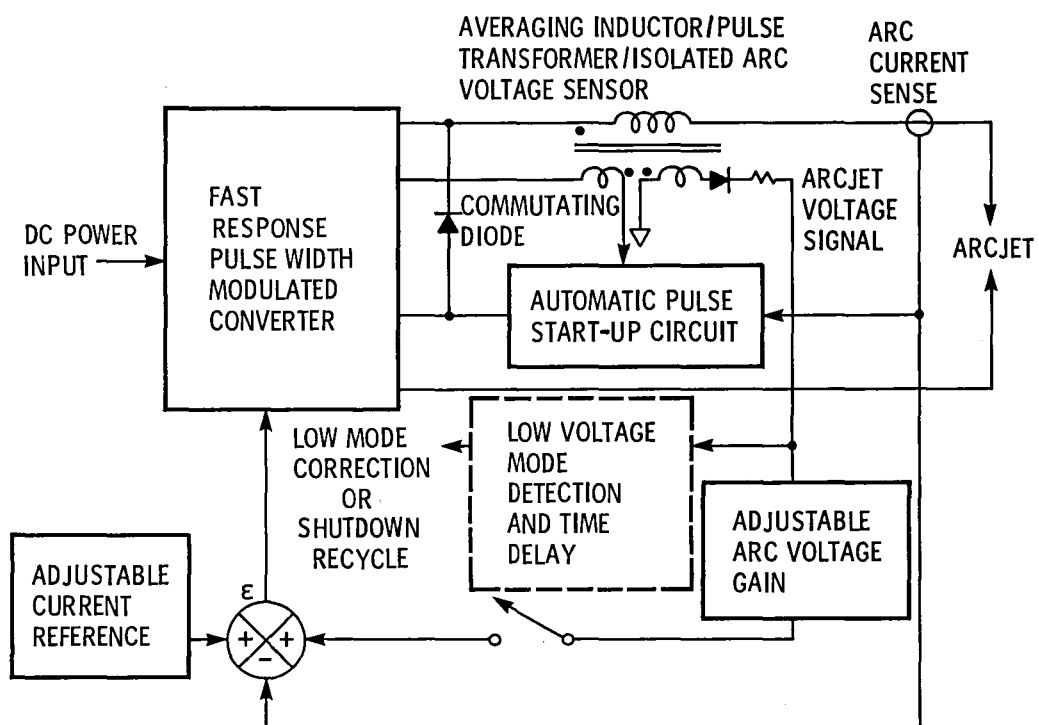 AVERAGING INDUCTOR/PULSE
TRANSFORMER/ISOLATED ARC
VOLTAGE SENSOR
ARC
CURRENT
SENSE
FAST
RESPONSE
PULSE WIDTH
MODULATED
CONVERTER
DC POWER
INPUT
COMMUTATING
DIODE
ARCJET
VOLTAGE
SIGNAL
ARCJET
AUTOMATIC PULSE
START-UP CIRCUIT
LOW MODE
CORRECTION
OR
SHUTDOWN
RECYCLE
LOW VOLTAGE
MODE
DETECTION
AND TIME
DELAY
ADJUSTABLE
ARC VOLTAGE
GAIN
ADJUSTABLE
CURRENT
REFERENCE
ε
+ +
-